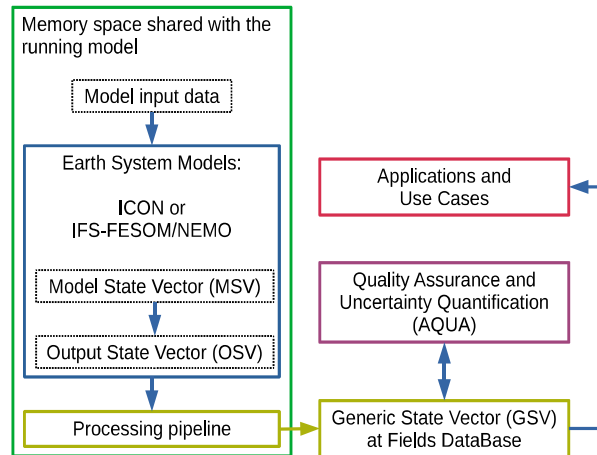 Memory space shared with the
running model
Model input data
Earth System Models:
ICON or
IFS-FESOM/NEMO
Model State Vector (MSV)
Output State Vector (OSV)
Processing pipeline
Applications and
Use Cases
Quality Assurance and
Uncertainty Quantification
(AQUA)
Generic State Vector (GSV)
at Fields DataBase